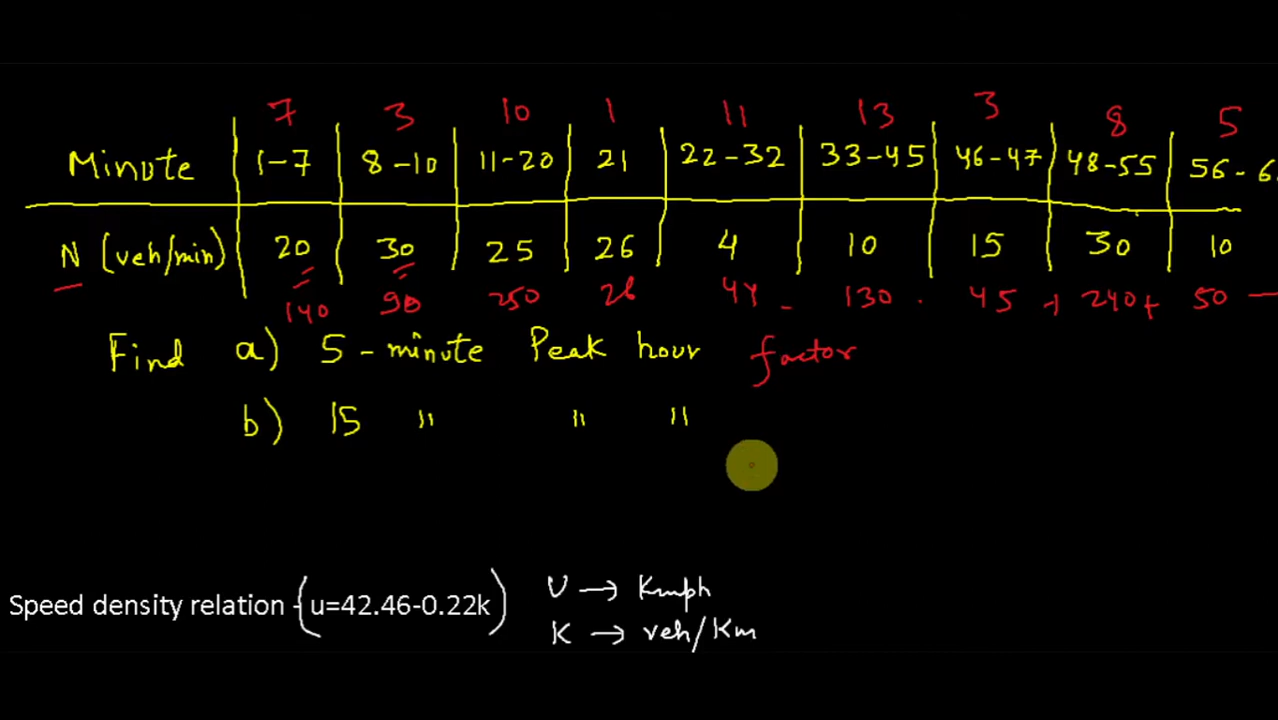 7 3 10 1 11 13 3 8 5
Minute 1-7 8-10 11-20 21 22-32 33-45 46-47 48-55 56-6
N (veh/min) 20 30 25 26 4 10 15 30 10
140 90 250 26 44 - 130 . 45 + 240 + 50 -
Find a) 5-minute Peak hour factor
b) 15 " " "
Speed density relation - (u=42.46-0.22k) U → Kmph
K → veh/Km